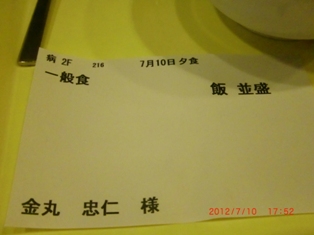 病 2F 216 7月10日 夕食
一般食 飯 並盛
金丸 忠仁 様
2012/7/10 17:52